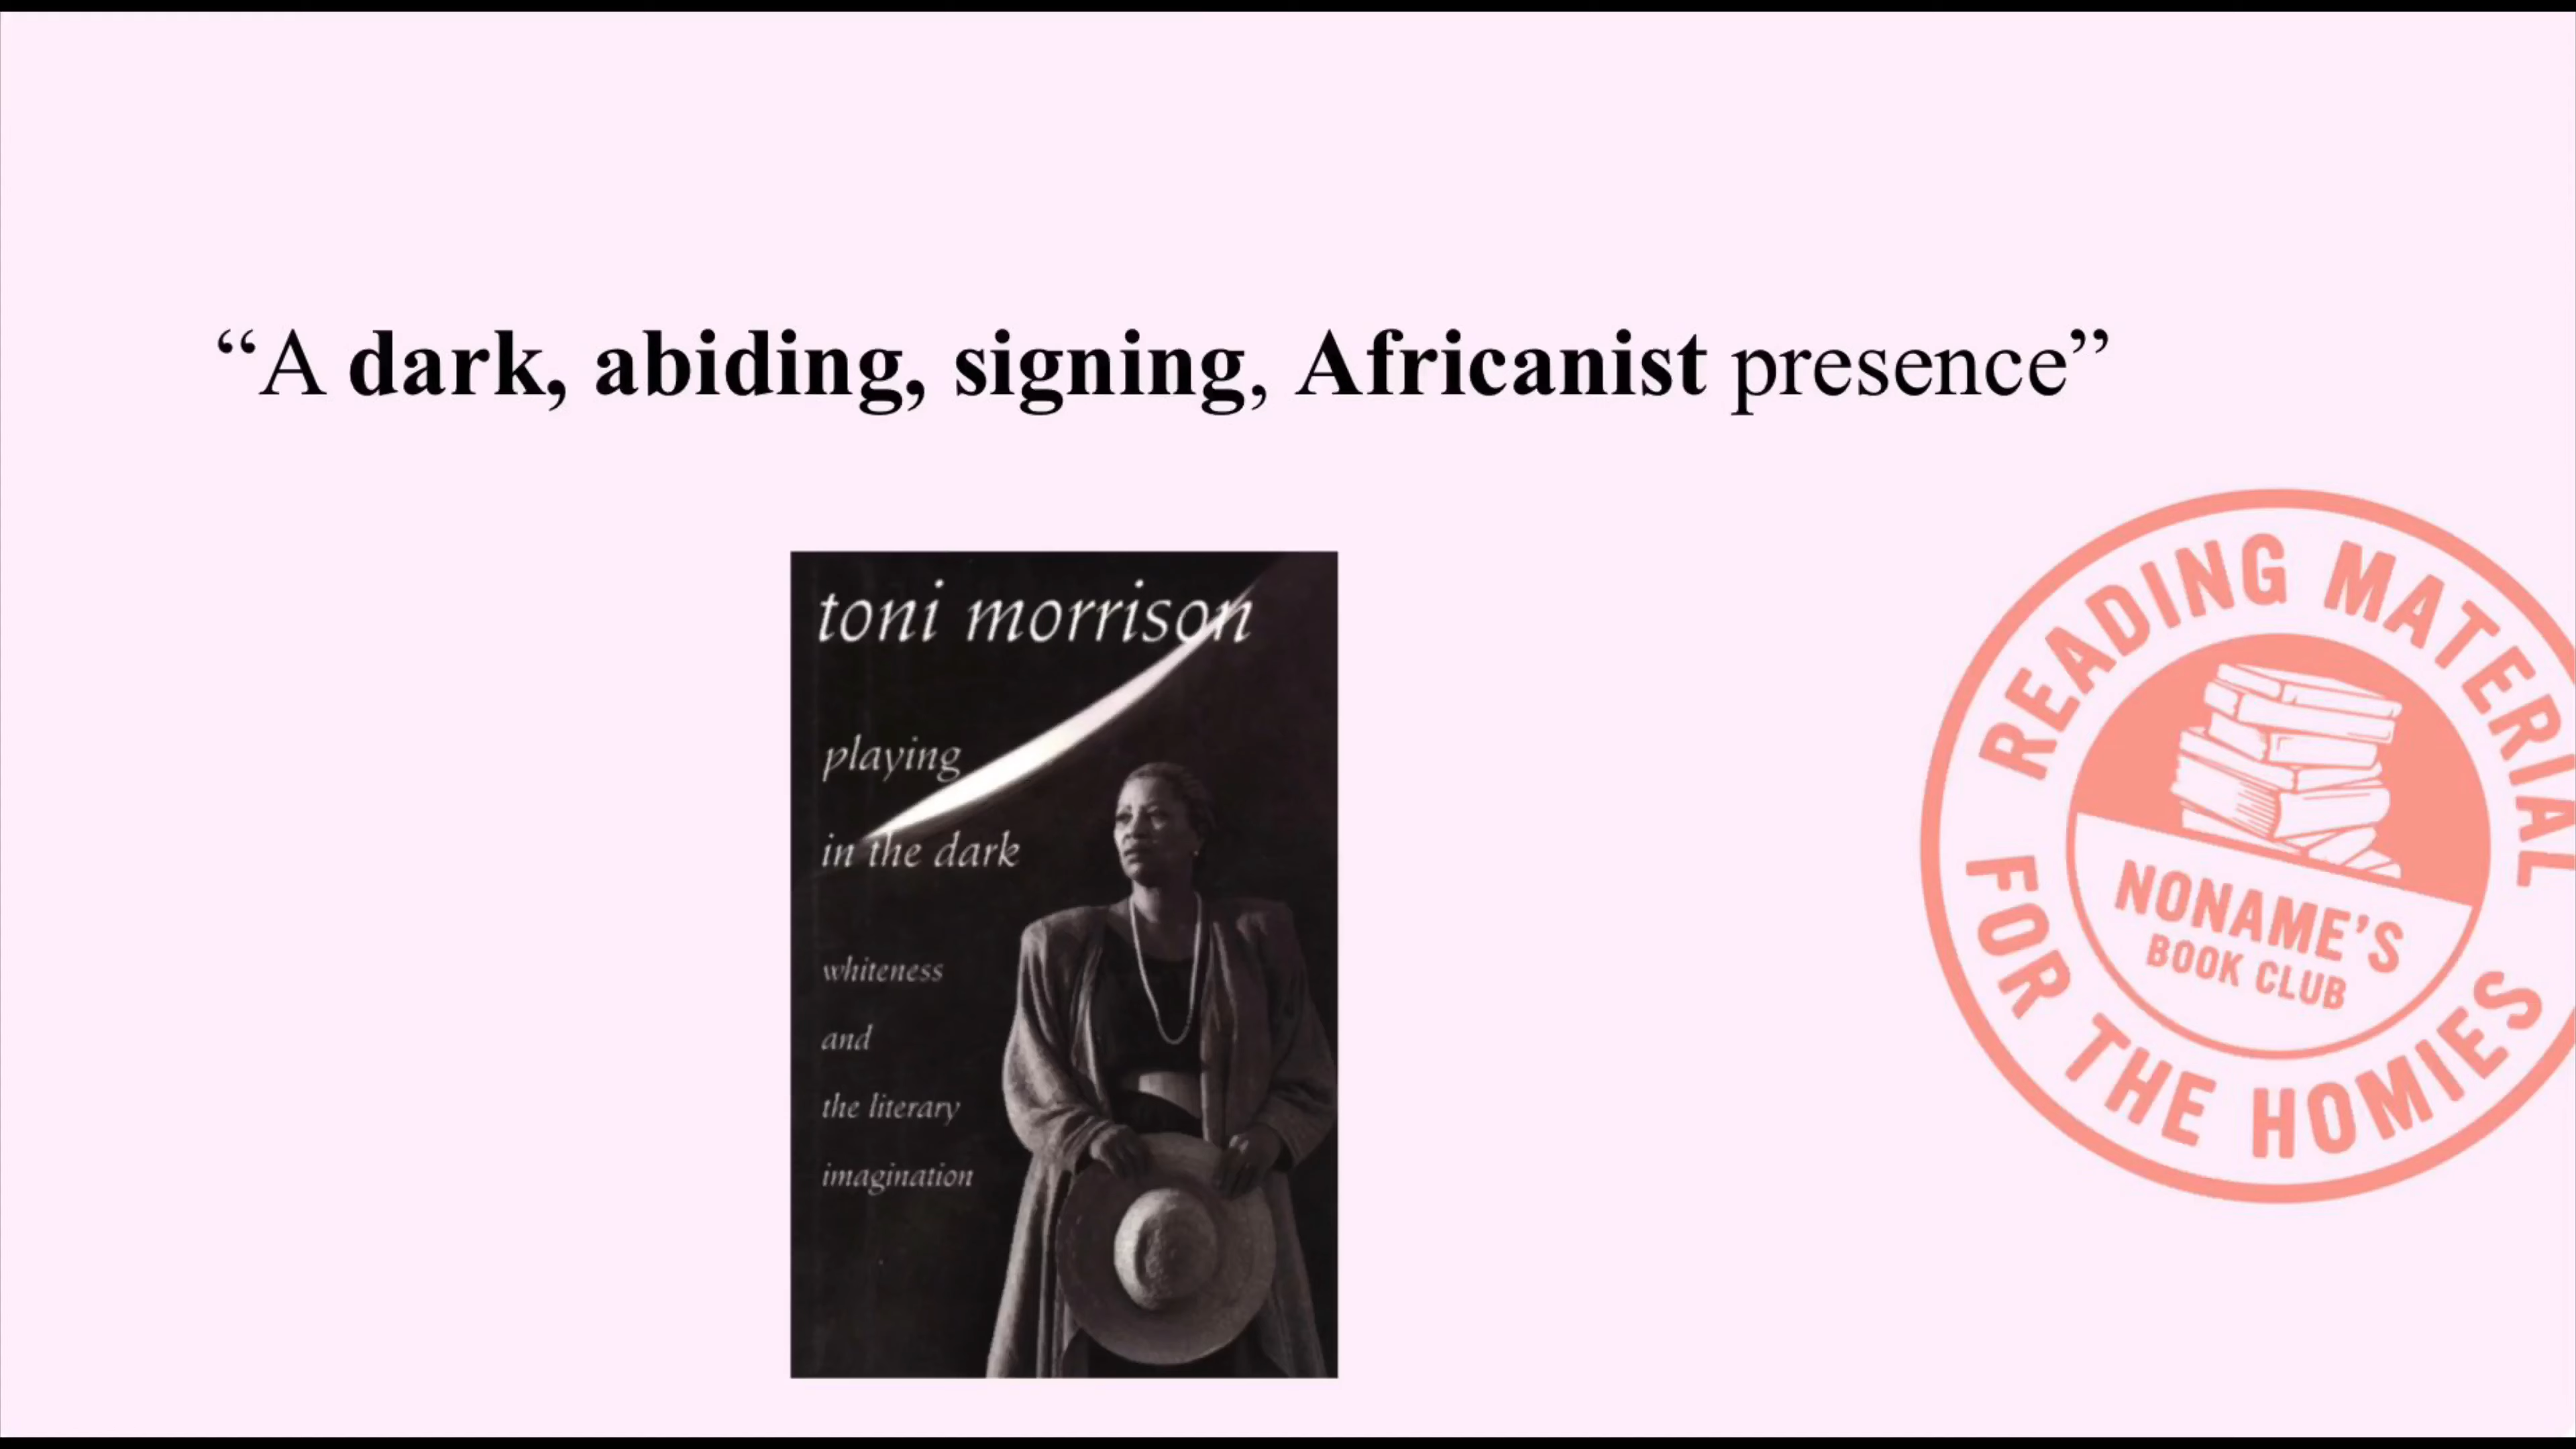 “A dark, abiding, signing, Africanist presence”
toni morrison
playing
in the dark
whiteness
and
the literary
imagination
READING MATERIAL
FOR THE HOMIES
NONAME’S
BOOK CLUB